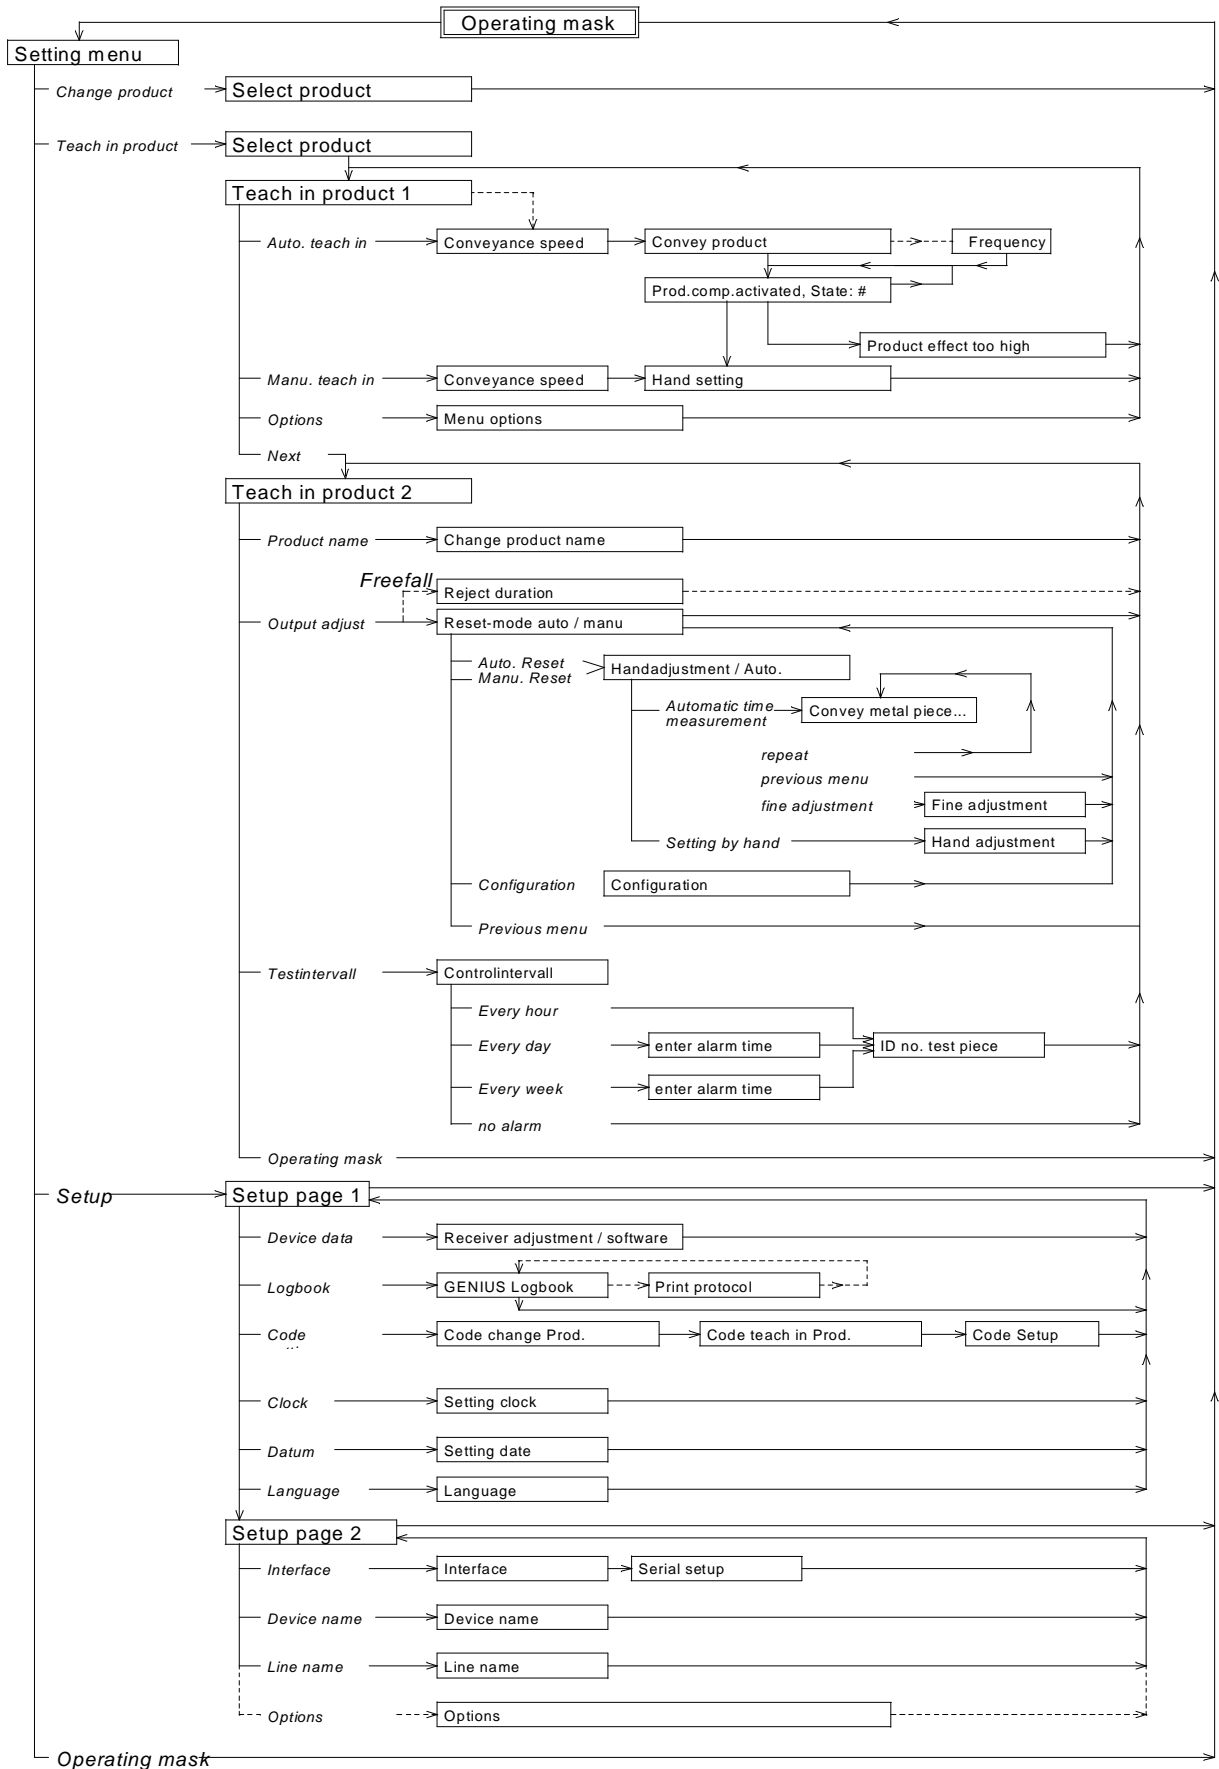 Operating mask
Setting menu
Change product
Select product
Teach in product
Select product
Teach in product 1
Auto. teach in
Conveyance speed
Convey product
Frequency
Prod.comp.activated, State: #
Product effect too high
Manu. teach in
Conveyance speed
Hand setting
Options
Menu options
Next
Teach in product 2
Product name
Change product name
Freefall
Reject duration
Output adjust
Reset-mode auto / manu
Auto. Reset
Manu. Reset
Handadjustment / Auto.
Automatic time
measurement
Convey metal piece...
repeat
previous menu
fine adjustment
Fine adjustment
Setting by hand
Hand adjustment
Configuration
Configuration
Previous menu
Testintervall
Controlintervall
Every hour
Every day
enter alarm time
ID no. test piece
Every week
enter alarm time
no alarm
Operating mask
Setup
Setup page 1
Device data
Receiver adjustment / software
Logbook
GENIUS Logbook
Print protocol
Code
Code change Prod.
Code teach in Prod.
Code Setup
Clock
Setting clock
Datum
Setting date
Language
Language
Setup page 2
Interface
Interface
Serial setup
Device name
Device name
Line name
Line name
Options
Options
Operating mask